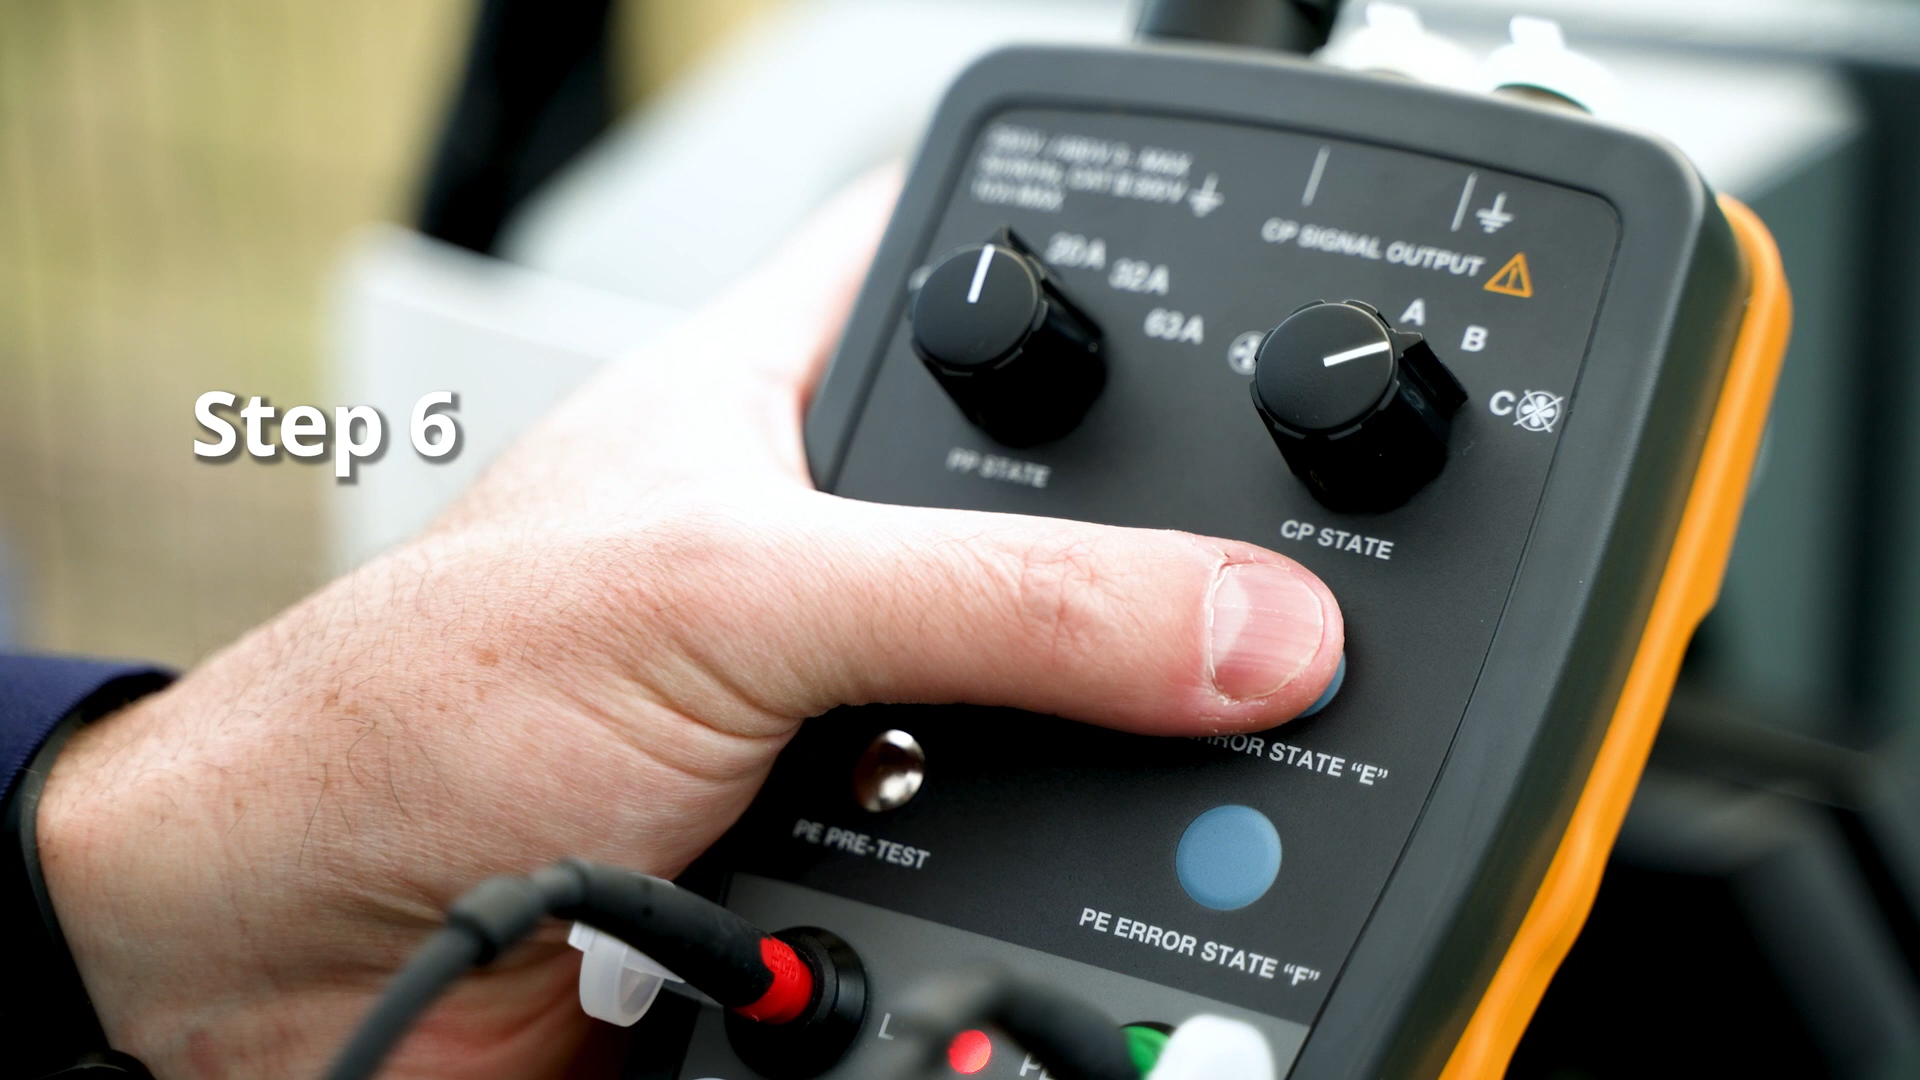 Step 6
20A
32A
63A
PP STATE
CP SIGNAL OUTPUT
A
B
C
CP STATE
STATE “E”
PE PRE-TEST
PE ERROR STATE “F”
L